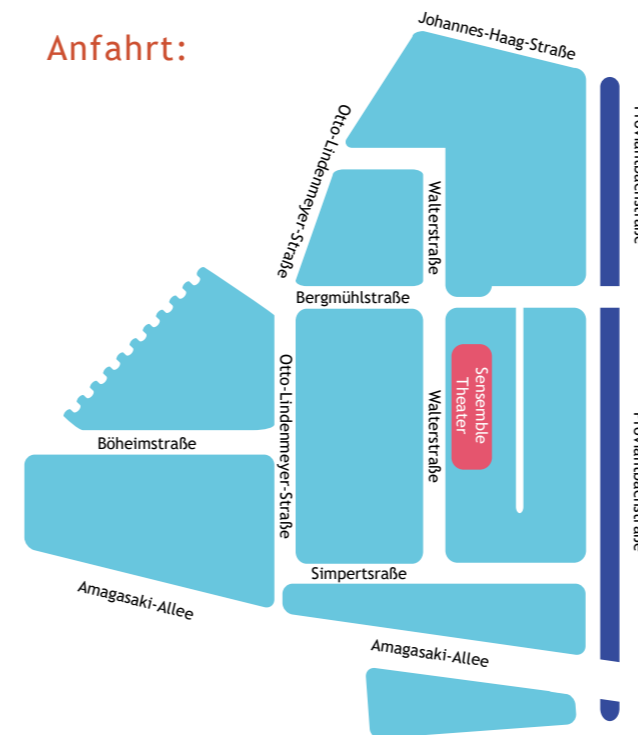 Anfahrt:
Johannes-Haag-Straße
Otto-Lindenmeyer-Straße
Walterstraße
Bergmühlstraße
Otto-Lindenmeyer-Straße
Walterstraße
Sensemble
Theater
Böheimstraße
Simpertsraße
Amagasaki-Allee
Amagasaki-Allee